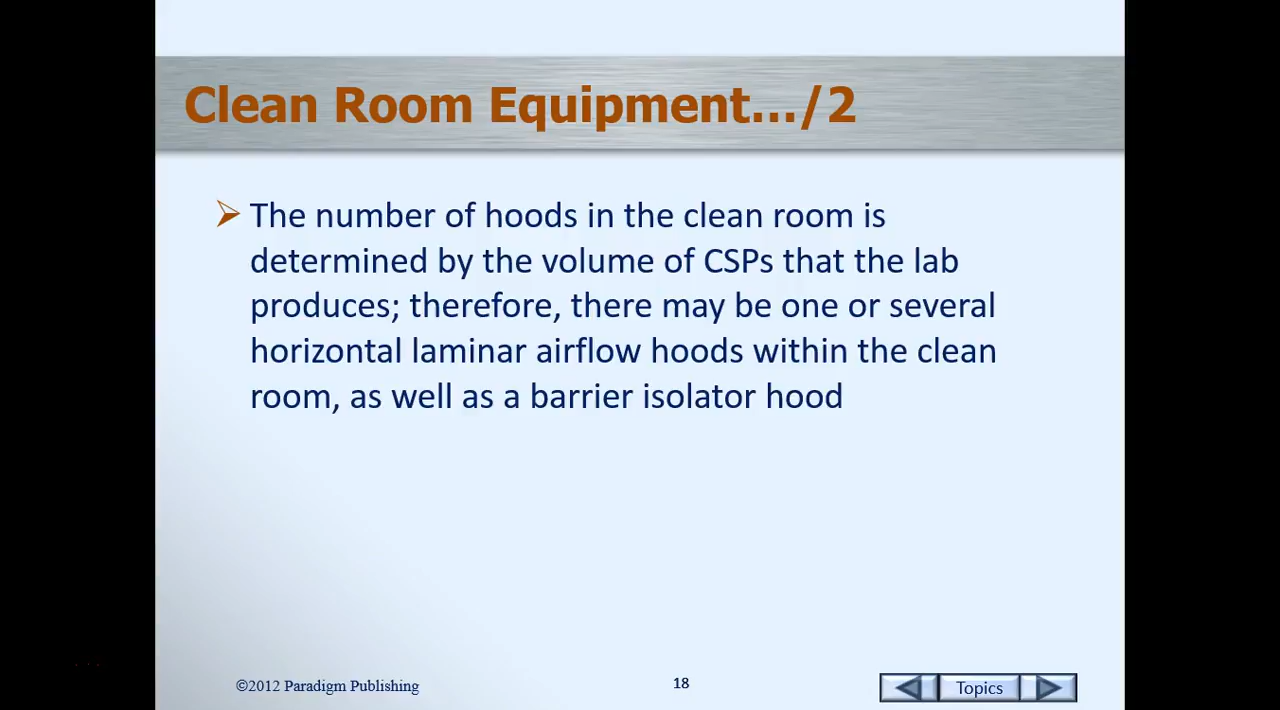 Clean Room Equipment.../2
The number of hoods in the clean room is
determined by the volume of CSPs that the lab
produces; therefore, there may be one or several
horizontal laminar airflow hoods within the clean
room, as well as a barrier isolator hood
©2012 Paradigm Publishing
18
Topics